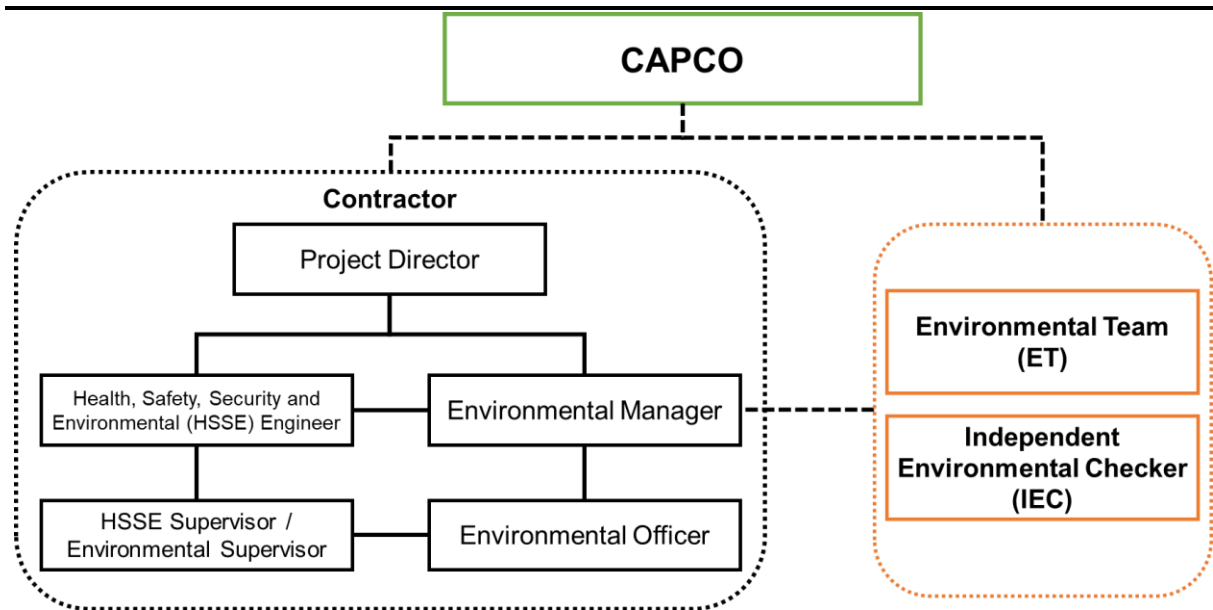 CAPCO
Contractor
Project Director
Health, Safety, Security and
Environmental (HSSE) Engineer
Environmental Manager
HSSE Supervisor /
Environmental Supervisor
Environmental Officer
Environmental Team
(ET)
Independent
Environmental Checker
(IEC)